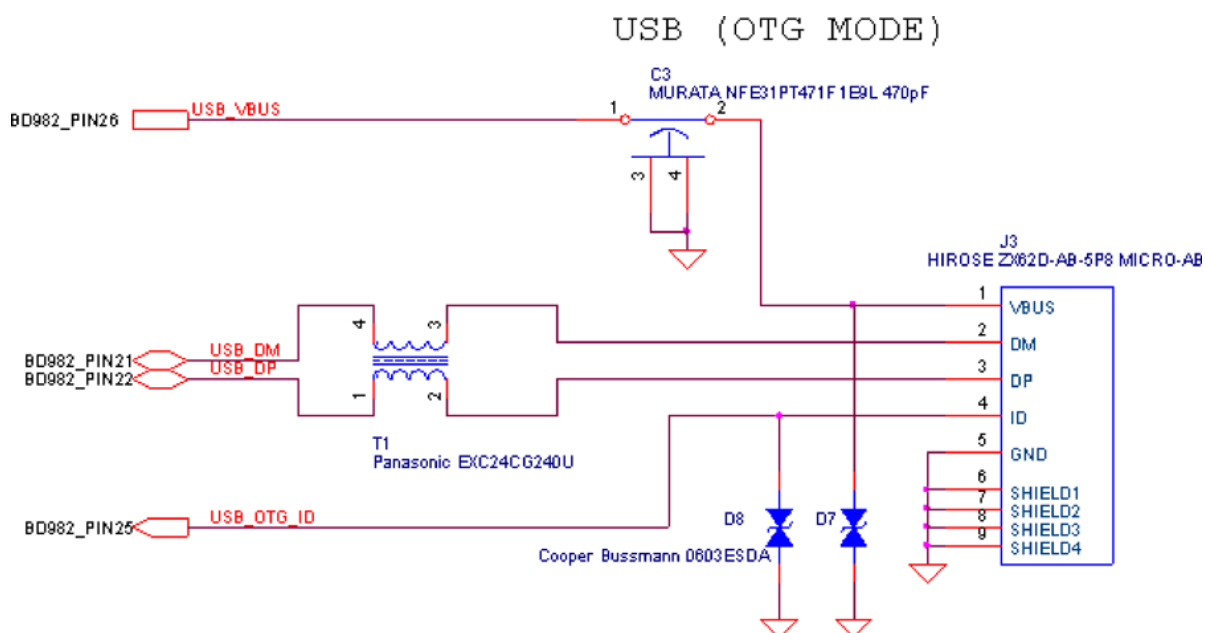 USB (OTG MODE)
C3
MURATA NFE31PT471F1E9L 470pF
BD982_PIN26
USB_VBUS
1
2
3
4
J3
HIROSE ZX62D-AB-5P8 MICRO-AB
1
VBUS
2
DM
3
DP
4
ID
5
GND
6
SHIELD1
7
SHIELD2
8
SHIELD3
9
SHIELD4
4
3
BD982_PIN21
USB_DM
BD982_PIN22
USB_DP
1
2
T1
Panasonic EXC24CG240U
BD982_PIN25
USB_OTG_ID
D8
D7
Cooper Bussmann 0603ESDA